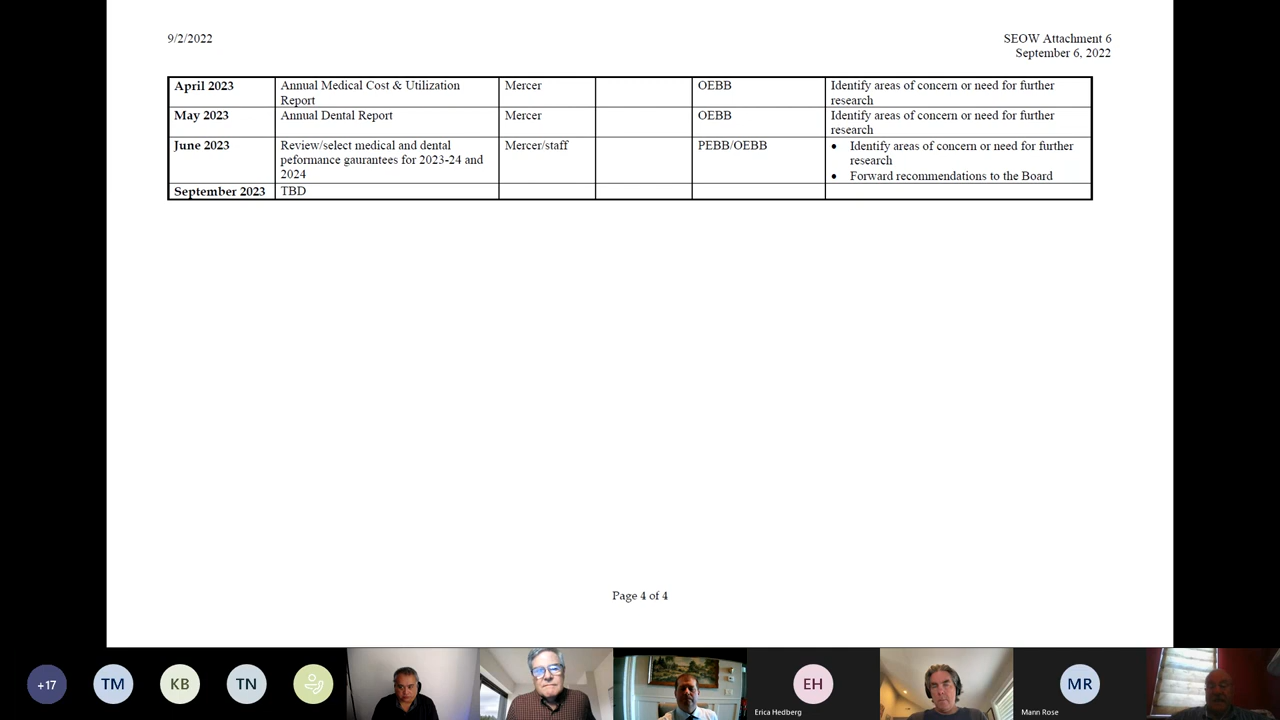 9/2/2022
SEOW Attachment 6
September 6, 2022
April 2023
Annual Medical Cost & Utilization
Report
Mercer
OEBB
Identify areas of concern or need for further
research
May 2023
Annual Dental Report
Mercer
OEBB
Identify areas of concern or need for further
research
June 2023
Review/select medical and dental
peformance gaurantees for 2023-24 and
2024
Mercer/staff
PEBB/OEBB
• Identify areas of concern or need for further
research
• Forward recommendations to the Board
September 2023
TBD
Page 4 of 4
+17
TM
KB
TN
EH
Erica Hedberg
MR
Mann Rose